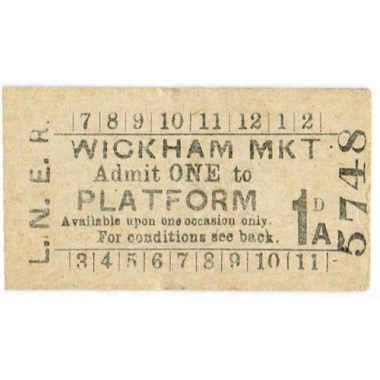 L.N.E.R.
|7|8|9|10|11|12|1|2|
WICKHAM MKT
Admit ONE to
PLATFORM
Available upon one occasion only.
For conditions see back.
1D
A
|3|4|5|6|7|8|9|10|11|-
5748